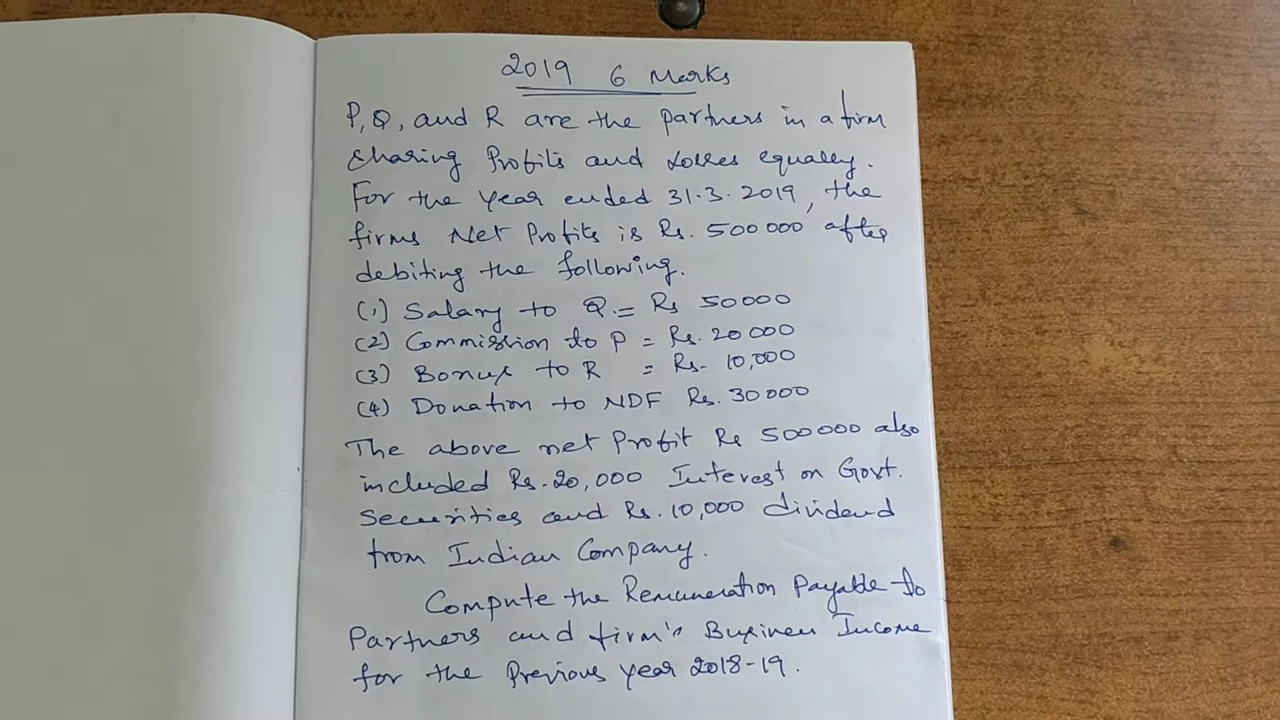 2019 6 Marks
P, Q, and R are the partners in a firm
sharing Profits and Losses equally.
For the year ended 31.3.2019, the
firms Net Profits is Rs. 500000 after
debiting the following.
(1) Salary to Q = Rs 50000
(2) Commission to P = Rs. 20000
(3) Bonus to R = Rs. 10,000
(4) Donation to NDF Rs. 30000
The above net Profit Rs 500000 also
included Rs. 20,000 Interest on Govt.
Securities and Rs. 10,000 dividend
from Indian Company.
Compute the Remuneration Payable to
Partners and firm's Business Income
for the Previous year 2018-19.